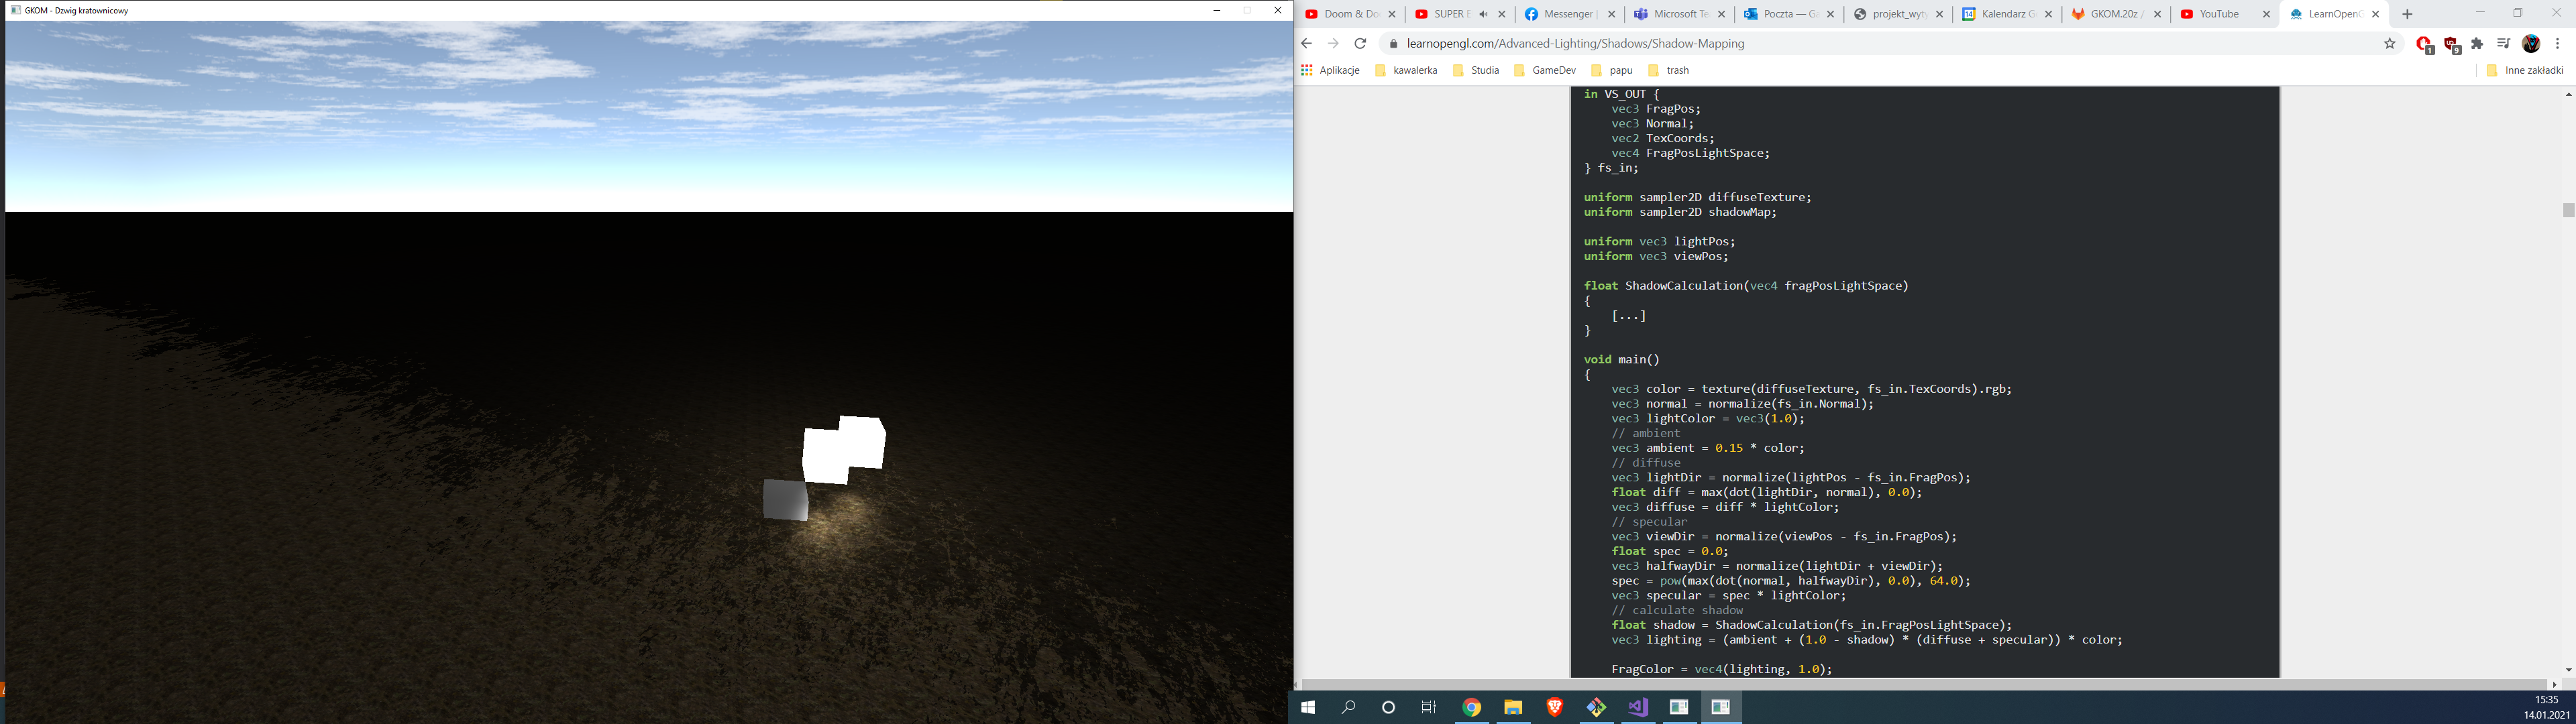 GKOM - Dzwig kratownicowy
Doom & Do
SUPER E
Messenger |
Microsoft Te
Poczta — G
projekt_wyty
Kalendarz G
GKOM.20z /
YouTube
LearnOpenG
learnopengl.com/Advanced-Lighting/Shadows/Shadow-Mapping
1
9
Aplikacje
kawalerka
Studia
GameDev
papu
trash
Inne zakładki
in VS_OUT {
vec3 FragPos;
vec3 Normal;
vec2 TexCoords;
vec4 FragPosLightSpace;
} fs_in;
uniform sampler2D diffuseTexture;
uniform sampler2D shadowMap;
uniform vec3 lightPos;
uniform vec3 viewPos;
float ShadowCalculation(vec4 fragPosLightSpace)
{
[...]
}
void main()
{
vec3 color = texture(diffuseTexture, fs_in.TexCoords).rgb;
vec3 normal = normalize(fs_in.Normal);
vec3 lightColor = vec3(1.0);
// ambient
vec3 ambient = 0.15 * color;
// diffuse
vec3 lightDir = normalize(lightPos - fs_in.FragPos);
float diff = max(dot(lightDir, normal), 0.0);
vec3 diffuse = diff * lightColor;
// specular
vec3 viewDir = normalize(viewPos - fs_in.FragPos);
float spec = 0.0;
vec3 halfwayDir = normalize(lightDir + viewDir);
spec = pow(max(dot(normal, halfwayDir), 0.0), 64.0);
vec3 specular = spec * lightColor;
// calculate shadow
float shadow = ShadowCalculation(fs_in.FragPosLightSpace);
vec3 lighting = (ambient + (1.0 - shadow) * (diffuse + specular)) * color;
FragColor = vec4(lighting, 1.0);
15:35
14.01.2021